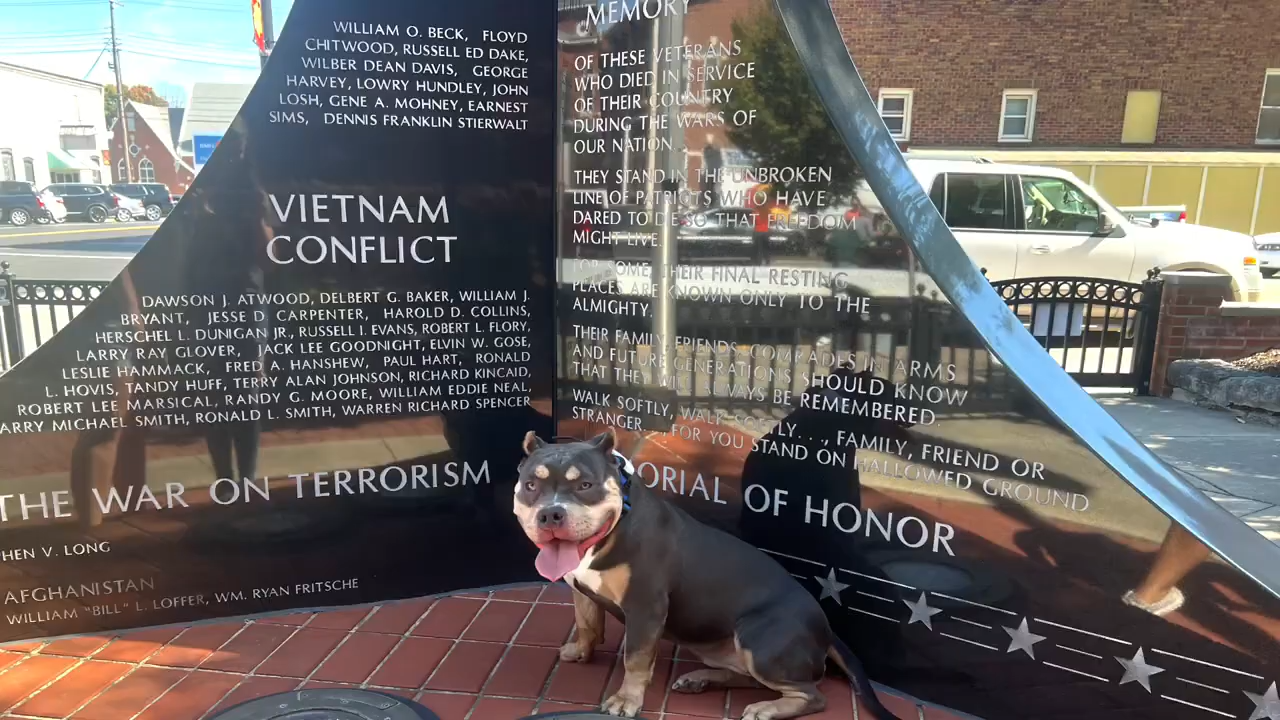 WILLIAM O. BECK, FLOYD
CHITWOOD, RUSSELL ED DAKE,
WILBER DEAN DAVIS, GEORGE
HARVEY, LOWRY HUNDLEY, JOHN
LOSH, GENE A. MOHNEY, EARNEST
SIMS, DENNIS FRANKLIN STIERWALT
VIETNAM
CONFLICT
DAWSON J. ATWOOD, DELBERT G. BAKER, WILLIAM J.
BRYANT, JESSE D CARPENTER, HAROLD D. COLLINS,
HERSCHEL L. DUNIGAN JR., RUSSELL I. EVANS, ROBERT L. FLORY,
LARRY RAY GLOVER, JACK LEE GOODNIGHT, ELVIN W. GOSE,
LESLIE HAMMACK, FRED A. HANSHEW, PAUL HART, RONALD
L. HOVIS, TANDY HUFF, TERRY ALAN JOHNSON, RICHARD KINCAID,
ROBERT LEE MARSICAL, RANDY G. MOORE, WILLIAM EDDIE NEAL,
ARRY MICHAEL SMITH, RONALD L. SMITH, WARREN RICHARD SPENCER
THE WAR ON TERRORISM
HEN V. LONG
AFGHANISTAN
WILLIAM "BILL" L. LOFFER, WM. RYAN FRITSCHE
MEMORY
OF THESE VETERANS
WHO DIED IN SERVICE
OF THEIR COUNTRY
DURING THE WARS OF
OUR NATION.
THEY STAND IN THE UNBROKEN
LINE OF PATRIOTS WHO HAVE
DARED TO DIE SO THAT FREEDOM
MIGHT LIVE.
FOR SOME, THEIR FINAL RESTING
PLACES ARE KNOWN ONLY TO THE
ALMIGHTY.
THEIR FAMILY, FRIENDS, COMRADES IN ARMS
AND FUTURE GENERATIONS SHOULD KNOW
THAT THEY WILL ALWAYS BE REMEMBERED.
WALK SOFTLY, WALK SOFTLY. . . , FAMILY, FRIEND OR
STRANGER. . . FOR YOU STAND ON HALLOWED GROUND
ORIAL OF HONOR